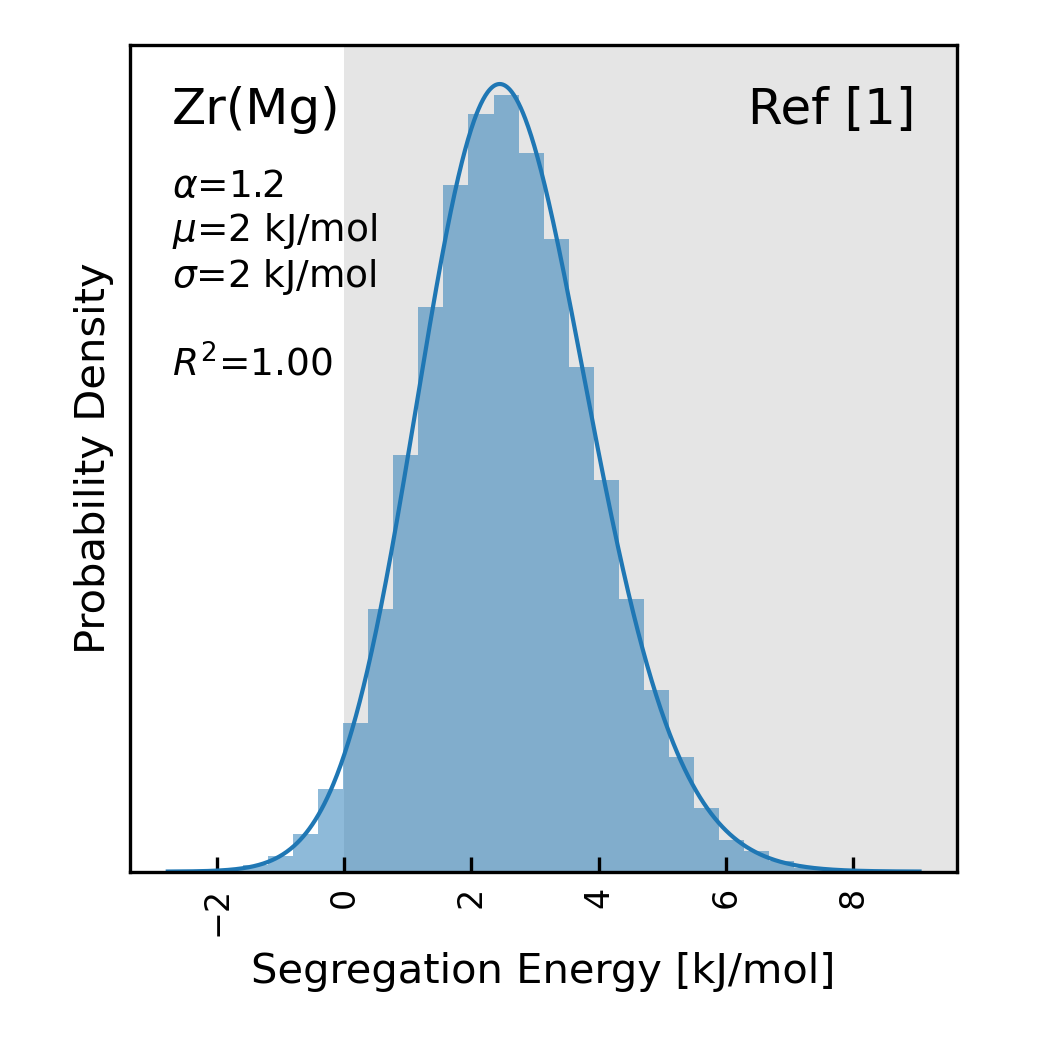 Zr(Mg)
Ref [1]
α=1.2
μ=2 kJ/mol
σ=2 kJ/mol
R²=1.00
Probability Density
−2 0 2 4 6 8
Segregation Energy [kJ/mol]